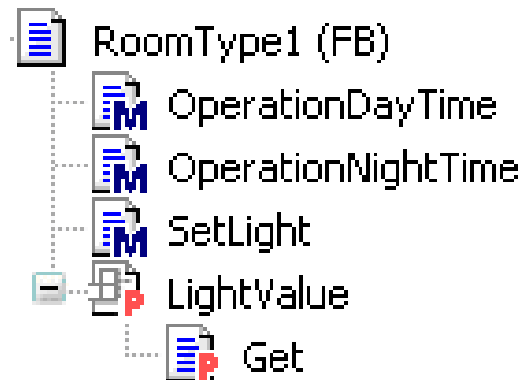 RoomType1 (FB)
M OperationDayTime
M OperationNightTime
M SetLight
P LightValue
P Get